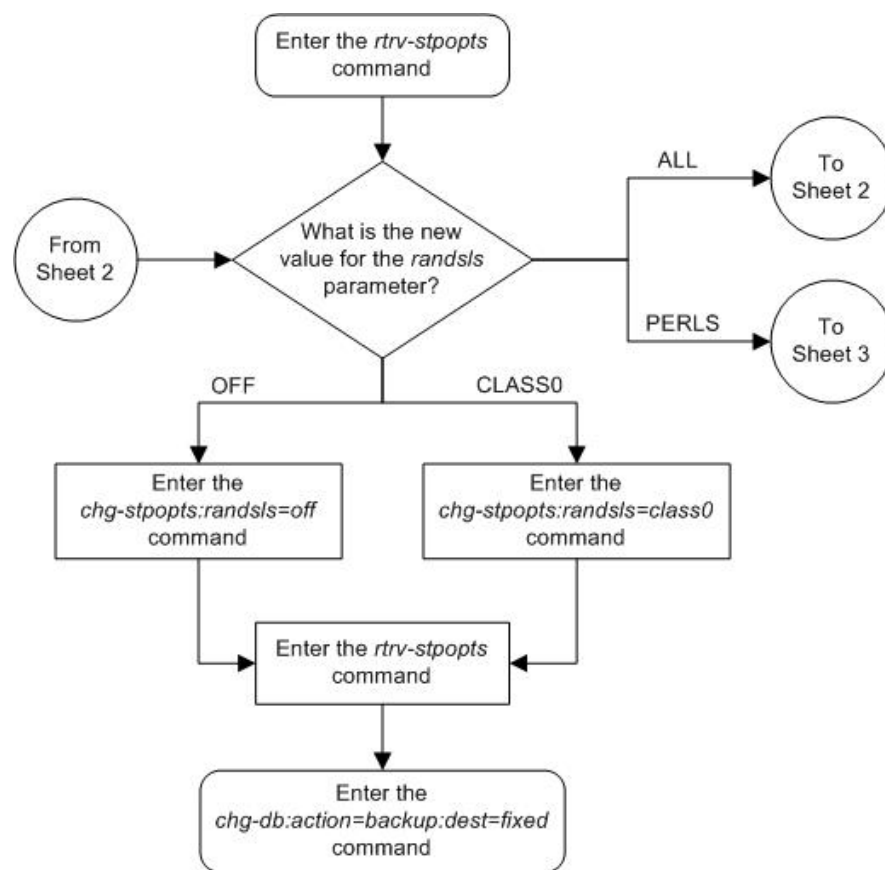 Enter the rtrv-stpopts
command
ALL
To
Sheet 2
From
Sheet 2
What is the new
value for the randsls
parameter?
PERLS
To
Sheet 3
OFF
CLASS0
Enter the
chg-stpopts:randsls=off
command
Enter the
chg-stpopts:randsls=class0
command
Enter the rtrv-stpopts
command
Enter the
chg-db:action=backup:dest=fixed
command